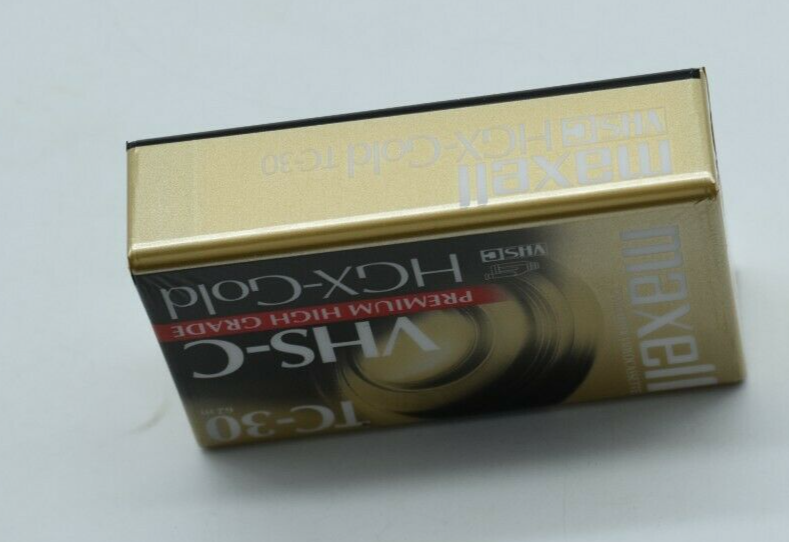 maxell
VHS C HGX-Gold TC-30
maxell
VHS C
HGX-Gold
PREMIUM HIGH GRADE
VHS-C
TC-30